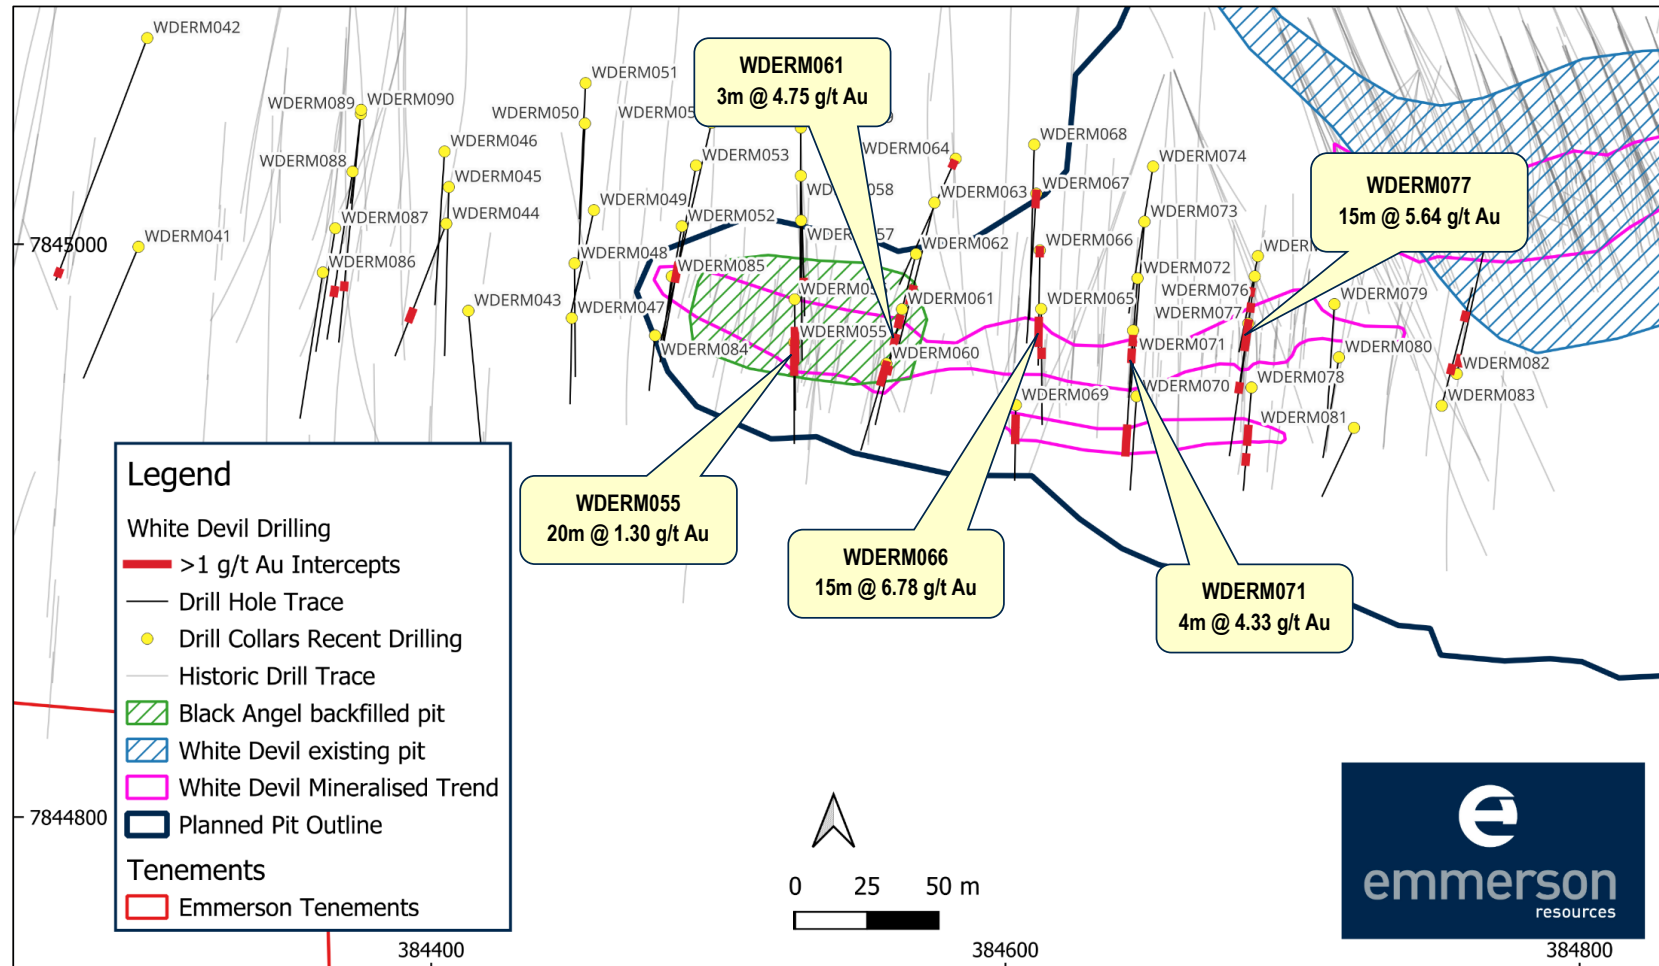 WDERM042
WDERM051
WDERM061
3m @ 4.75 g/t Au
WDERM089
WDERM090
WDERM050
WDERM046
WDERM068
WDERM064
WDERM053
WDERM074
WDERM088
WDERM045
WDERM063
WDERM067
WDERM077
15m @ 5.64 g/t Au
WDERM087
WDERM044
WDERM049
WDERM052
WDERM073
7845000
WDERM041
WDERM048
WDERM062
WDERM066
WDERM086
WDERM085
WDERM072
WDERM076
WDERM079
WDERM043
WDERM047
WDERM061
WDERM065
WDERM077
WDERM055
WDERM084
WDERM060
WDERM071
WDERM080
WDERM082
WDERM069
WDERM070
WDERM078
WDERM083
WDERM081
WDERM055
20m @ 1.30 g/t Au
WDERM066
15m @ 6.78 g/t Au
WDERM071
4m @ 4.33 g/t Au
Legend
White Devil Drilling
>1 g/t Au Intercepts
Drill Hole Trace
Drill Collars Recent Drilling
Historic Drill Trace
Black Angel backfilled pit
White Devil existing pit
White Devil Mineralised Trend
Planned Pit Outline
Tenements
Emmerson Tenements
7844800
0 25 50 m
384400
384600
384800
emmerson
resources